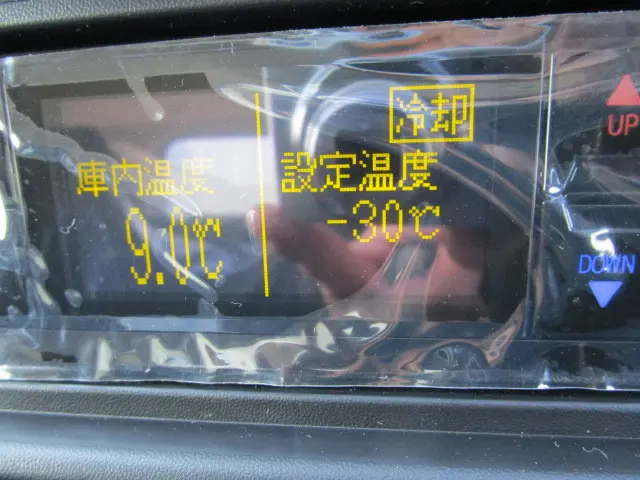 庫内温度
9.0℃
冷却
設定温度
-30℃
UP
DOWN